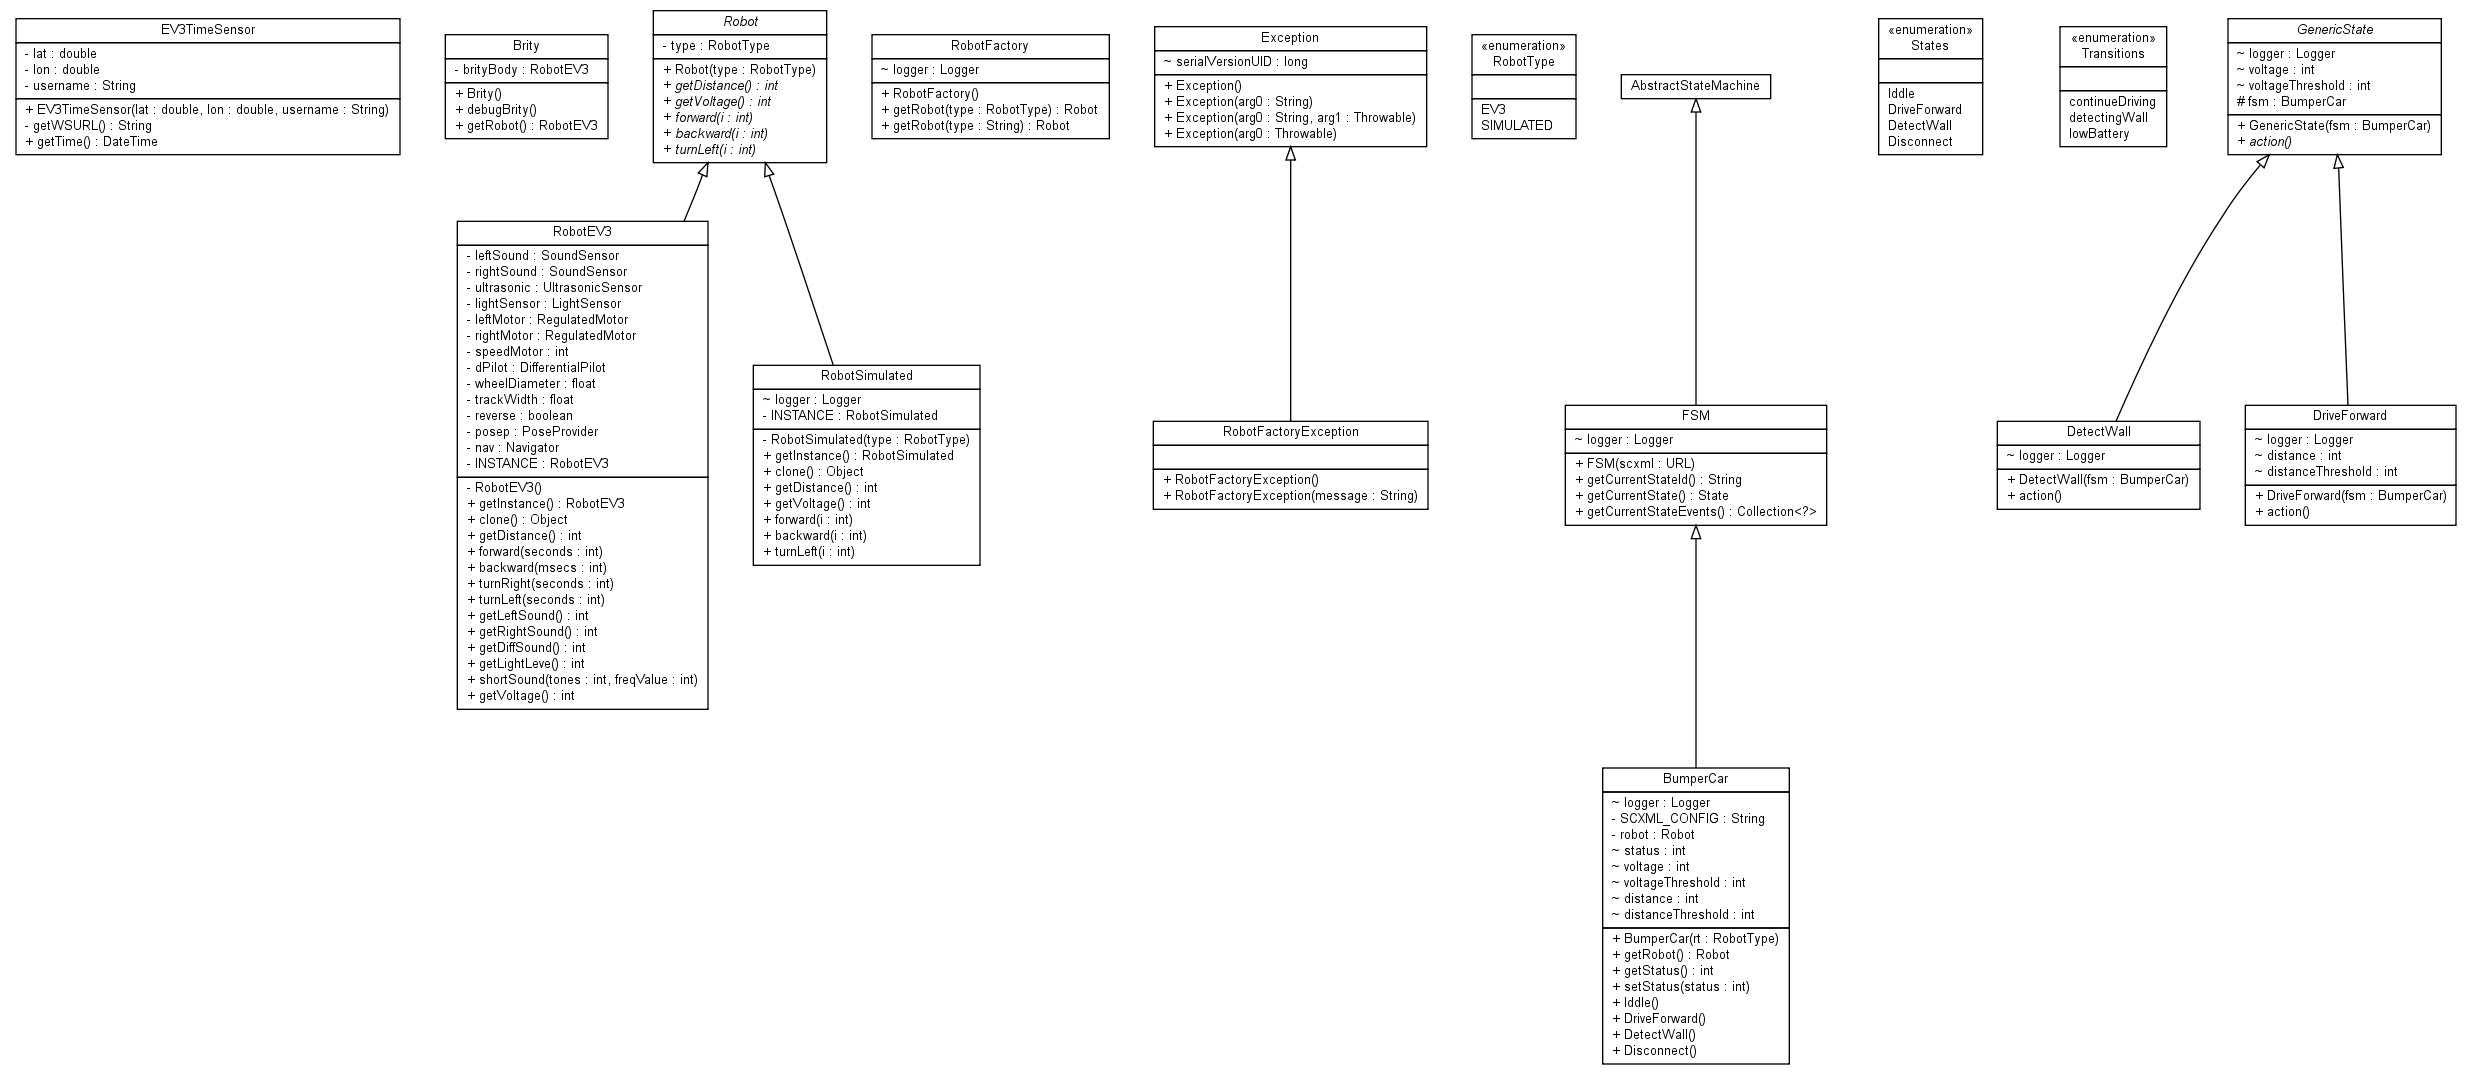 EV3TimeSensor
- lat : double
- lon : double
- username : String
+ EV3TimeSensor(lat : double, lon : double, username : String)
- getWSURL() : String
+ getTime() : DateTime
Brity
- brityBody : RobotEV3
+ Brity()
+ debugBrity()
+ getRobot() : RobotEV3
Robot
- type : RobotType
+ Robot(type : RobotType)
+ getDistance() : int
+ getVoltage() : int
+ forward(i : int)
+ backward(i : int)
+ turnLeft(i : int)
RobotFactory
~ logger : Logger
+ RobotFactory()
+ getRobot(type : RobotType) : Robot
+ getRobot(type : String) : Robot
Exception
~ serialVersionUID : long
+ Exception()
+ Exception(arg0 : String)
+ Exception(arg0 : String, arg1 : Throwable)
+ Exception(arg0 : Throwable)
«enumeration»
RobotType
EV3
SIMULATED
AbstractStateMachine
«enumeration»
States
Iddle
DriveForward
DetectWall
Disconnect
«enumeration»
Transitions
continueDriving
detectingWall
lowBattery
GenericState
~ logger : Logger
~ voltage : int
~ voltageThreshold : int
# fsm : BumperCar
+ GenericState(fsm : BumperCar)
+ action()
RobotEV3
- leftSound : SoundSensor
- rightSound : SoundSensor
- ultrasonic : UltrasonicSensor
- lightSensor : LightSensor
- leftMotor : RegulatedMotor
- rightMotor : RegulatedMotor
- speedMotor : int
- dPilot : DifferentialPilot
- wheelDiameter : float
- trackWidth : float
- reverse : boolean
- posep : PoseProvider
- nav : Navigator
- INSTANCE : RobotEV3
- RobotEV3()
+ getInstance() : RobotEV3
+ clone() : Object
+ getDistance() : int
+ forward(seconds : int)
+ backward(msecs : int)
+ turnRight(seconds : int)
+ turnLeft(seconds : int)
+ getLeftSound() : int
+ getRightSound() : int
+ getDiffSound() : int
+ getLightLeve() : int
+ shortSound(tones : int, freqValue : int)
+ getVoltage() : int
RobotSimulated
~ logger : Logger
- INSTANCE : RobotSimulated
- RobotSimulated(type : RobotType)
+ getInstance() : RobotSimulated
+ clone() : Object
+ getDistance() : int
+ getVoltage() : int
+ forward(i : int)
+ backward(i : int)
+ turnLeft(i : int)
RobotFactoryException
+ RobotFactoryException()
+ RobotFactoryException(message : String)
FSM
~ logger : Logger
+ FSM(scxml : URL)
+ getCurrentStateId() : String
+ getCurrentState() : State
+ getCurrentStateEvents() : Collection<?>
DetectWall
~ logger : Logger
+ DetectWall(fsm : BumperCar)
+ action()
DriveForward
~ logger : Logger
~ distance : int
~ distanceThreshold : int
+ DriveForward(fsm : BumperCar)
+ action()
BumperCar
~ logger : Logger
- SCXML_CONFIG : String
- robot : Robot
~ status : int
~ voltage : int
~ voltageThreshold : int
~ distance : int
~ distanceThreshold : int
+ BumperCar(rt : RobotType)
+ getRobot() : Robot
+ getStatus() : int
+ setStatus(status : int)
+ Iddle()
+ DriveForward()
+ DetectWall()
+ Disconnect()